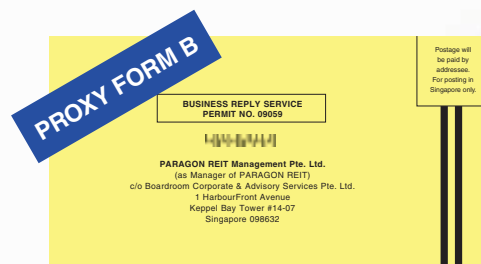 PROXY FORM B
Postage will
be paid by
addressee.
For posting in
Singapore only.
BUSINESS REPLY SERVICE
PERMIT NO. 09059
PARAGON REIT Management Pte. Ltd.
(as Manager of PARAGON REIT)
c/o Boardroom Corporate & Advisory Services Pte. Ltd.
1 HarbourFront Avenue
Keppel Bay Tower #14-07
Singapore 098632